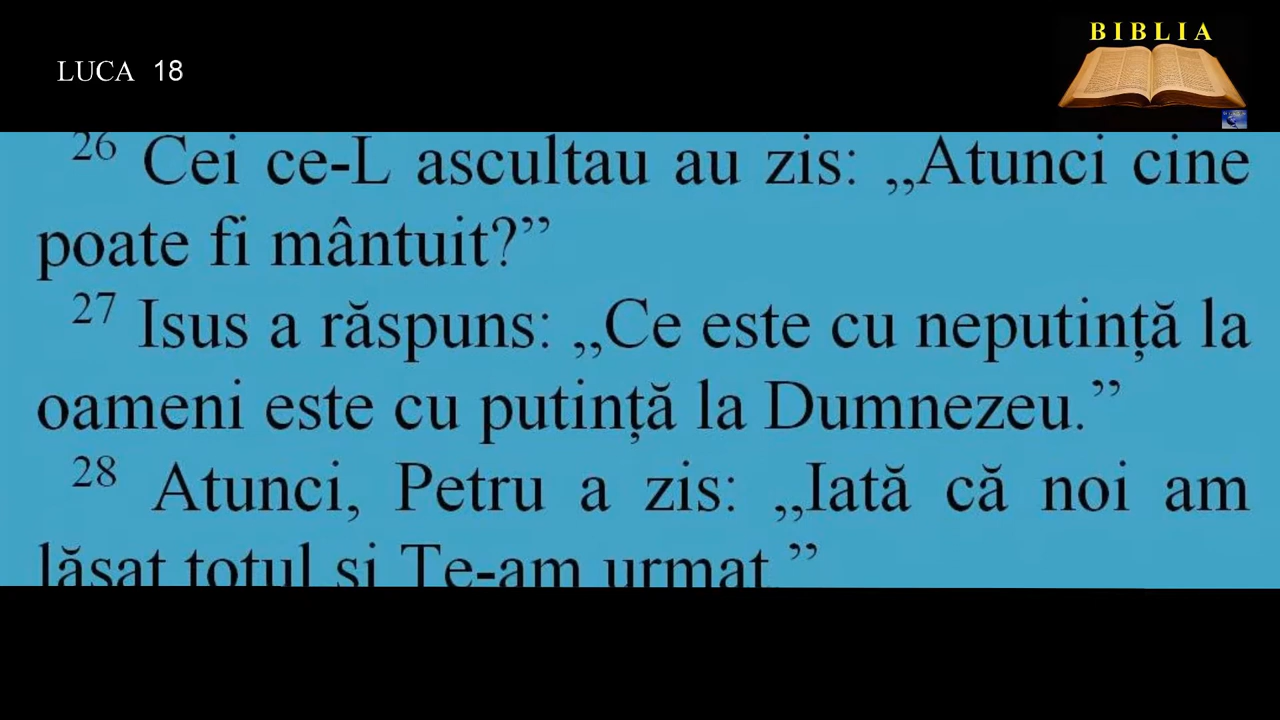 BIBLIA
LUCA 18
26 Cei ce-L ascultau au zis: „Atunci cine
poate fi mântuit?”
27 Isus a răspuns: „Ce este cu neputință la
oameni este cu putință la Dumnezeu.”
28 Atunci, Petru a zis: „Iată că noi am
lăsat totul și Te-am urmat.”